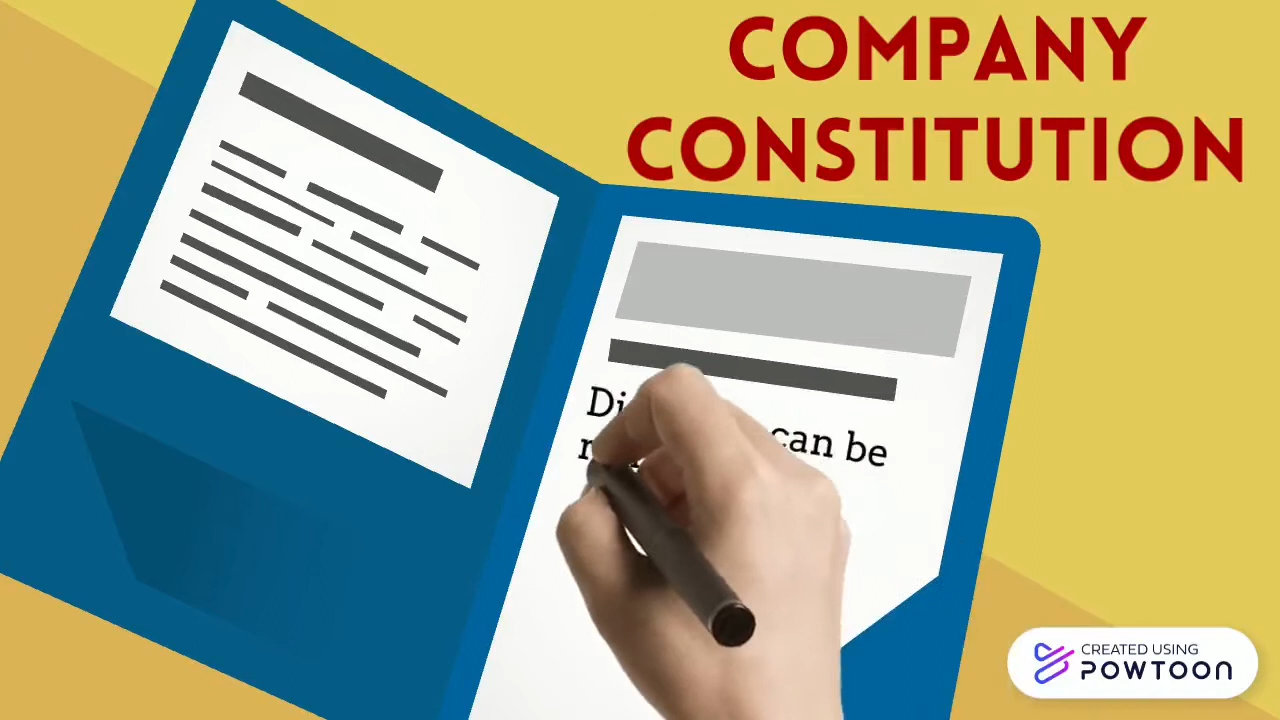 COMPANY
CONSTITUTION
can be
CREATED USING
POWTOON